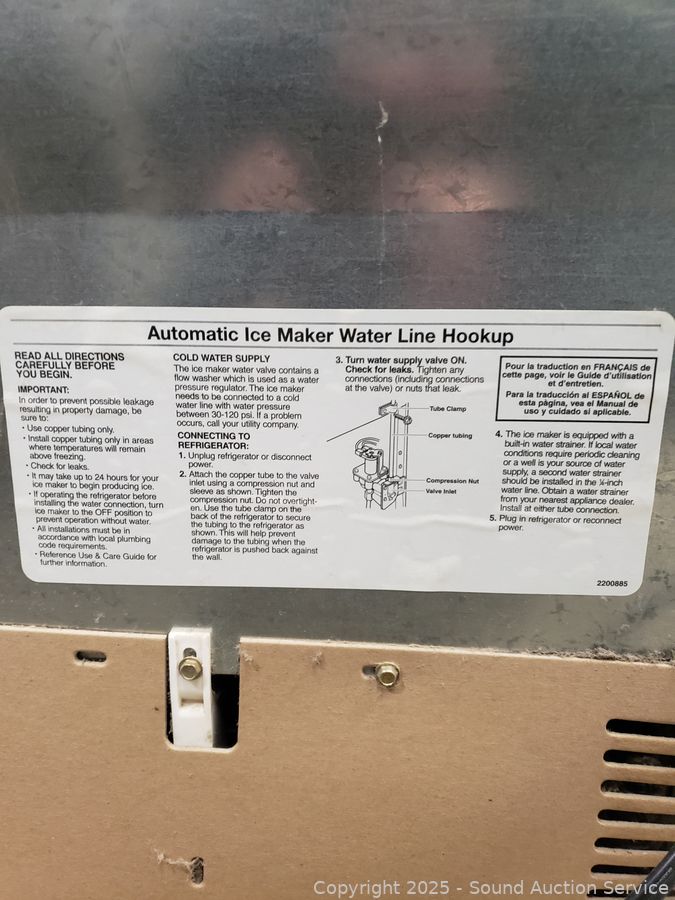 Automatic Ice Maker Water Line Hookup
READ ALL DIRECTIONS
CAREFULLY BEFORE
YOU BEGIN.
IMPORTANT:
In order to prevent possible leakage
resulting in property damage, be
sure to:
• Use copper tubing only.
• Install copper tubing only in areas
where temperatures will remain
above freezing.
• Check for leaks.
• It may take up to 24 hours for your
ice maker to begin producing ice.
• If operating the refrigerator before
installing the water connection, turn
ice maker to the OFF position to
prevent operation without water.
• All installations must be in
accordance with local plumbing
code requirements.
• Reference Use & Care Guide for
further information.
COLD WATER SUPPLY
The ice maker water valve contains a
flow washer which is used as a water
pressure regulator. The ice maker
needs to be connected to a cold
water line with water pressure
between 30-120 psi. If a problem
occurs, call your utility company.
CONNECTING TO
REFRIGERATOR:
1. Unplug refrigerator or disconnect
power.
2. Attach the copper tube to the valve
inlet using a compression nut and
sleeve as shown. Tighten the
compression nut. Do not overtight-
en. Use the tube clamp on the
back of the refrigerator to secure
the tubing to the refrigerator as
shown. This will help prevent
damage to the tubing when the
refrigerator is pushed back against
the wall.
3. Turn water supply valve ON.
Check for leaks. Tighten any
connections (including connections
at the valve) or nuts that leak.
Tube Clamp
Copper tubing
Compression Nut
Valve Inlet
Pour la traduction en FRANÇAIS de
cette page, voir le Guide d'utilisation
et d'entretien.
Para la traducción al ESPAÑOL de
esta página, vea el Manual de
uso y cuidado si aplicable.
4. The ice maker is equipped with a
built-in water strainer. If local water
conditions require periodic cleaning
or a well is your source of water
supply, a second water strainer
should be installed in the ¼-inch
water line. Obtain a water strainer
from your nearest appliance dealer.
Install at either tube connection.
5. Plug in refrigerator or reconnect
power.
2200885
Copyright 2025 - Sound Auction Service